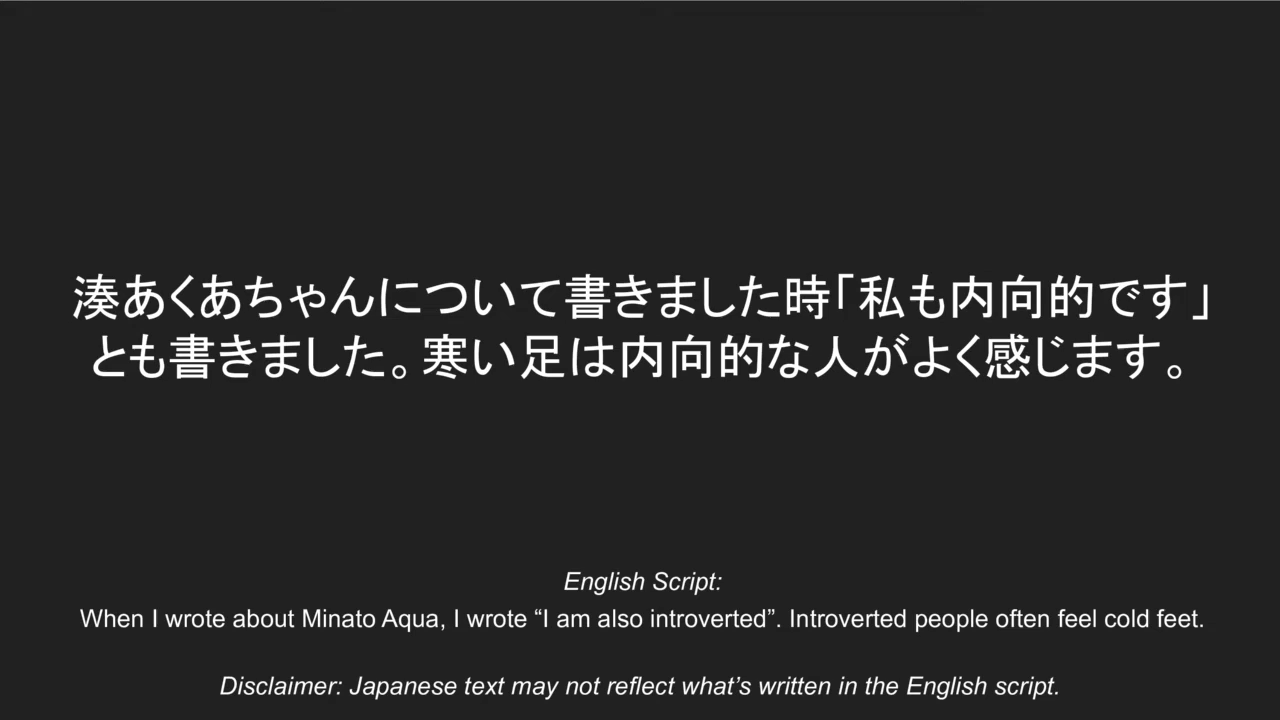 湊あくあちゃんについて書きました時「私も内向的です」
とも書きました。寒い足は内向的な人がよく感じます。
English Script:
When I wrote about Minato Aqua, I wrote “I am also introverted”. Introverted people often feel cold feet.
Disclaimer: Japanese text may not reflect what’s written in the English script.